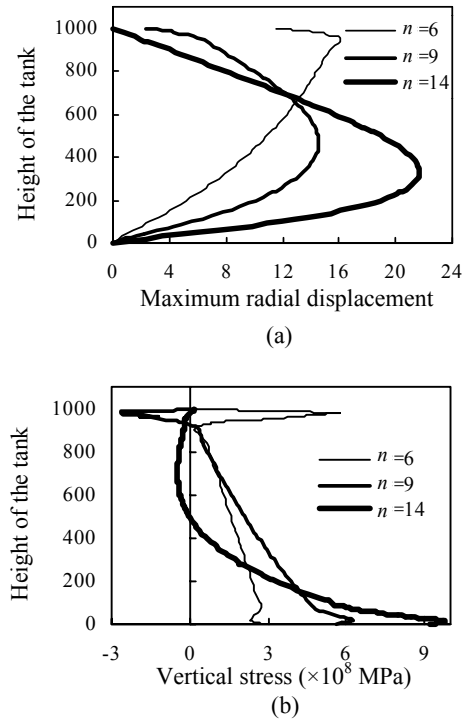 1000
800
600
400
200
0
Height of the tank
n =6
n =9
n =14
0 4 8 12 16 20 24
Maximum radial displacement
(a)
1000
800
600
400
200
0
Height of the tank
n =6
n =9
n =14
-3 0 3 6 9
Vertical stress (×10⁸ MPa)
(b)